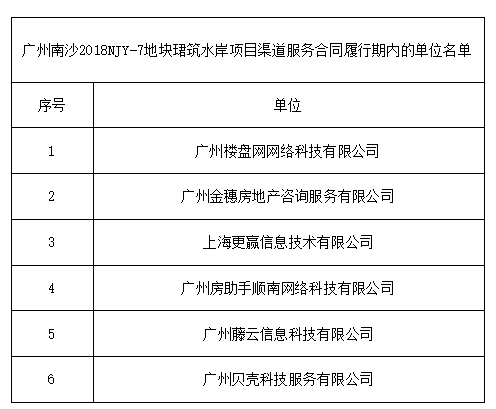 广州南沙2018NJY-7地块珺筑水岸项目渠道服务合同履行期内的单位名单
序号 单位
1 广州楼盘网网络科技有限公司
2 广州金穗房地产咨询服务有限公司
3 上海更赢信息技术有限公司
4 广州房助手顺南网络科技有限公司
5 广州藤云信息科技有限公司
6 广州贝壳科技服务有限公司